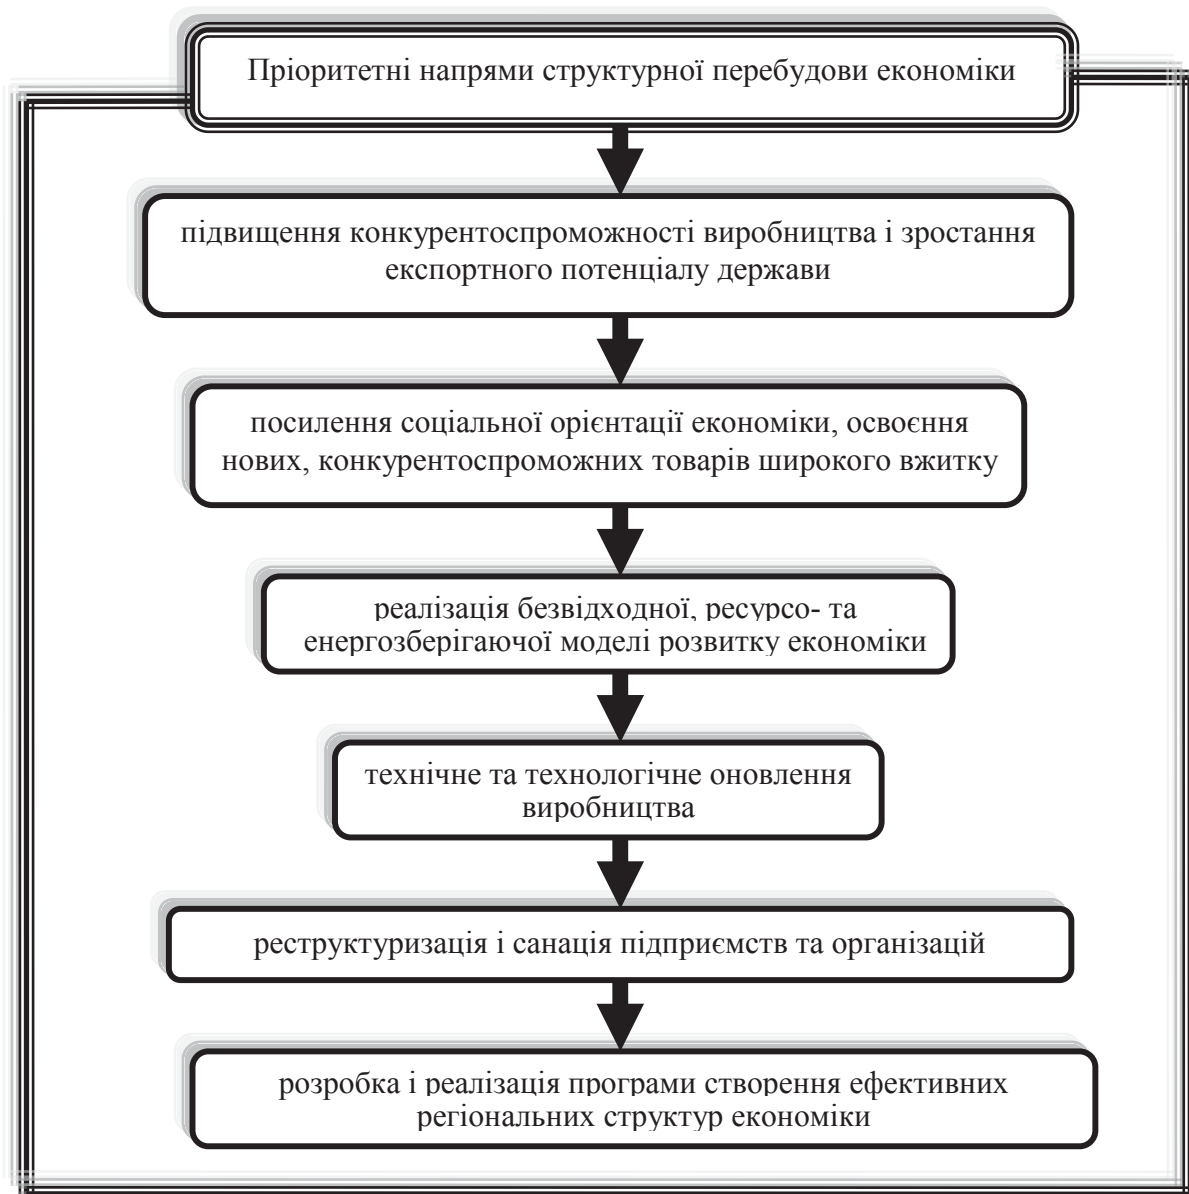 Пріоритетні напрями структурної перебудови економіки
підвищення конкурентоспроможності виробництва і зростання
експортного потенціалу держави
посилення соціальної орієнтації економіки, освоєння
нових, конкурентоспроможних товарів широкого вжитку
реалізація безвідходної, ресурсо- та
енергозберігаючої моделі розвитку економіки
технічне та технологічне оновлення
виробництва
реструктуризація і санація підприємств та організацій
розробка і реалізація програми створення ефективних
регіональних структур економіки